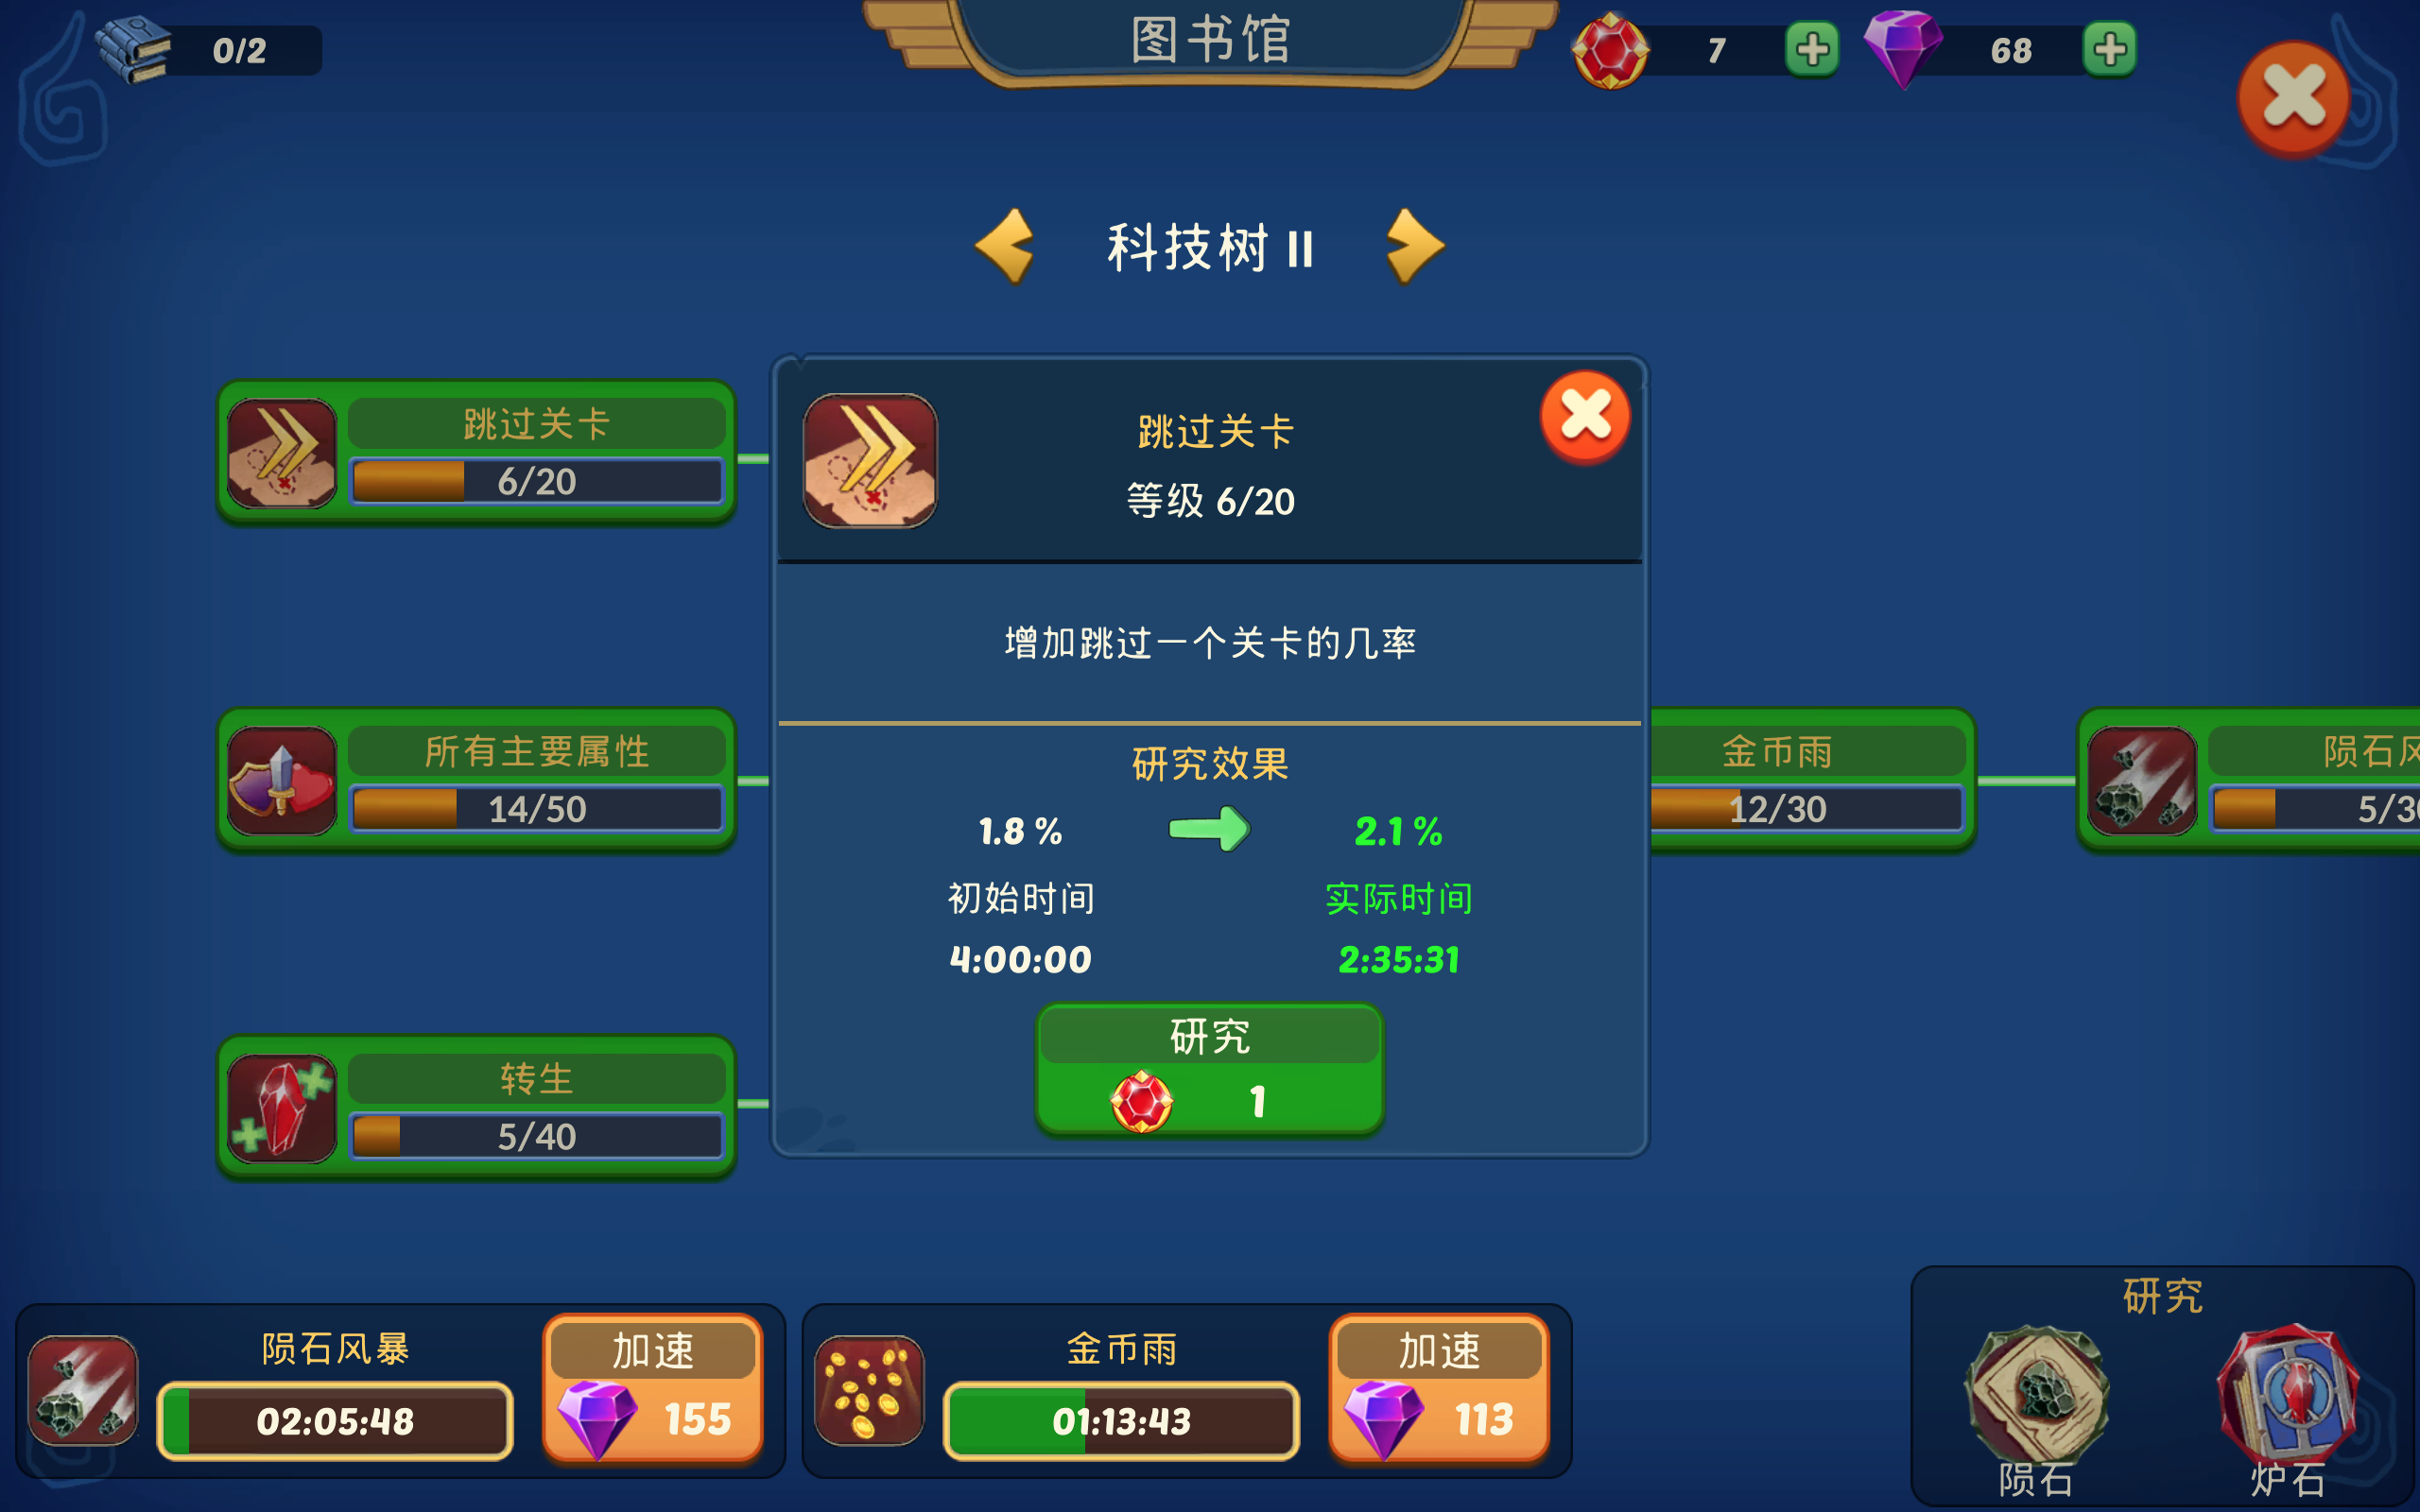 0/2
图书馆
7
68
科技树 II
跳过关卡
6/20
跳过关卡
等级 6/20
增加跳过一个关卡的几率
所有主要属性
14/50
研究效果
1.8 %
2.1 %
初始时间
实际时间
4:00:00
2:35:31
研究
1
金币雨
12/30
陨石风
5/30
转生
5/40
陨石风暴
02:05:48
加速
155
金币雨
01:13:43
加速
113
研究
陨石
炉石